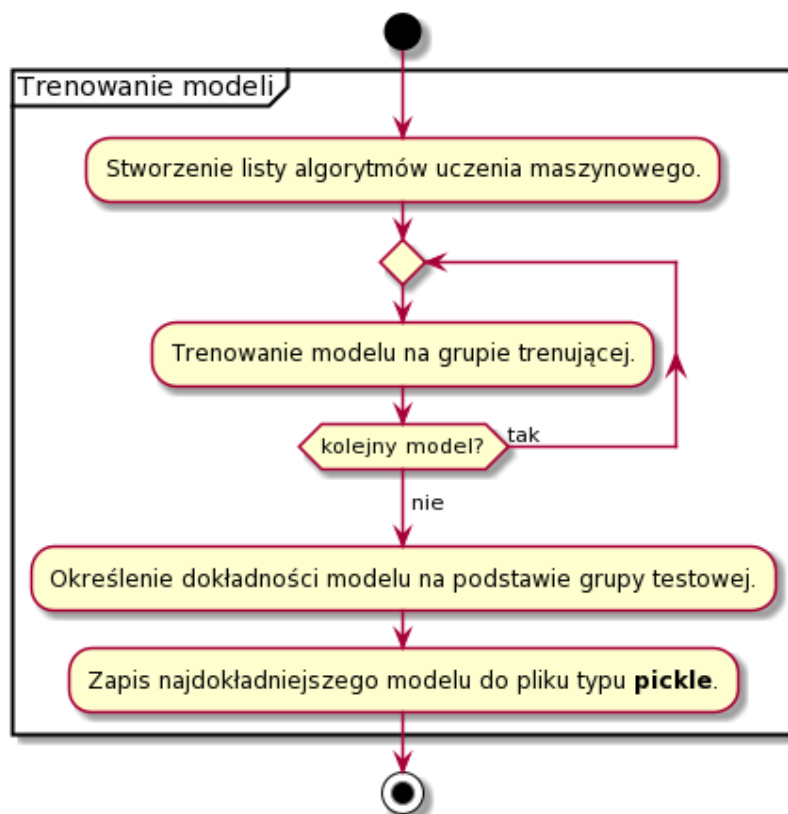 Trenowanie modeli
Stworzenie listy algorytmów uczenia maszynowego.
Trenowanie modelu na grupie trenującej.
kolejny model?
tak
nie
Określenie dokładności modelu na podstawie grupy testowej.
Zapis najdokładniejszego modelu do pliku typu pickle.